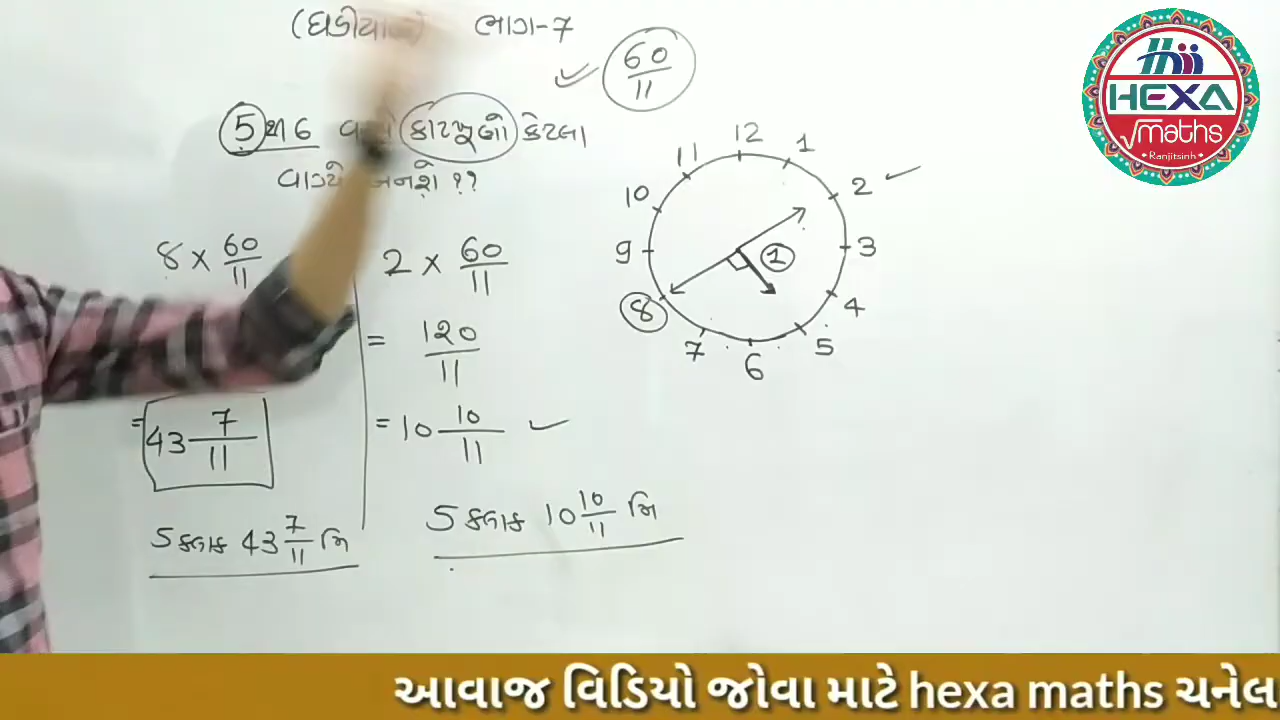 (ઘડીયાળ) ભાગ-7
60/11
5 થી 6 કાટખૂણો કેટલા
વાગ્યે બનશે ??
8 × 60/11
43 7/11
5 કલાક 43 7/11 મિ
2 × 60/11
= 120/11
= 10 10/11
5 કલાક 10 10/11 મિ
12
1
2
3
4
5
6
7
8
9
10
11
1
HEXA
√maths
Ranjitsinh
આવાજ વિડિયો જોવા માટે hexa maths ચનેલ